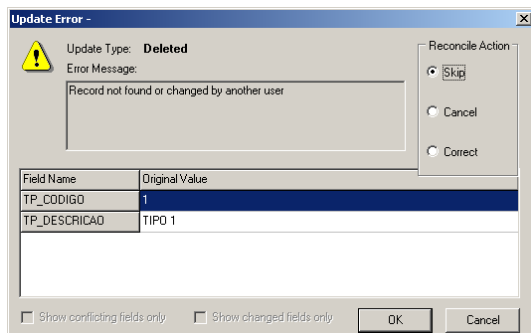 Update Error -
Update Type: Deleted
Error Message:
Record not found or changed by another user
Reconcile Action
Skip
Cancel
Correct
Field Name Original Value
TP_CODIGO 1
TP_DESCRICAO TIPO 1
Show conflicting fields only Show changed fields only OK Cancel